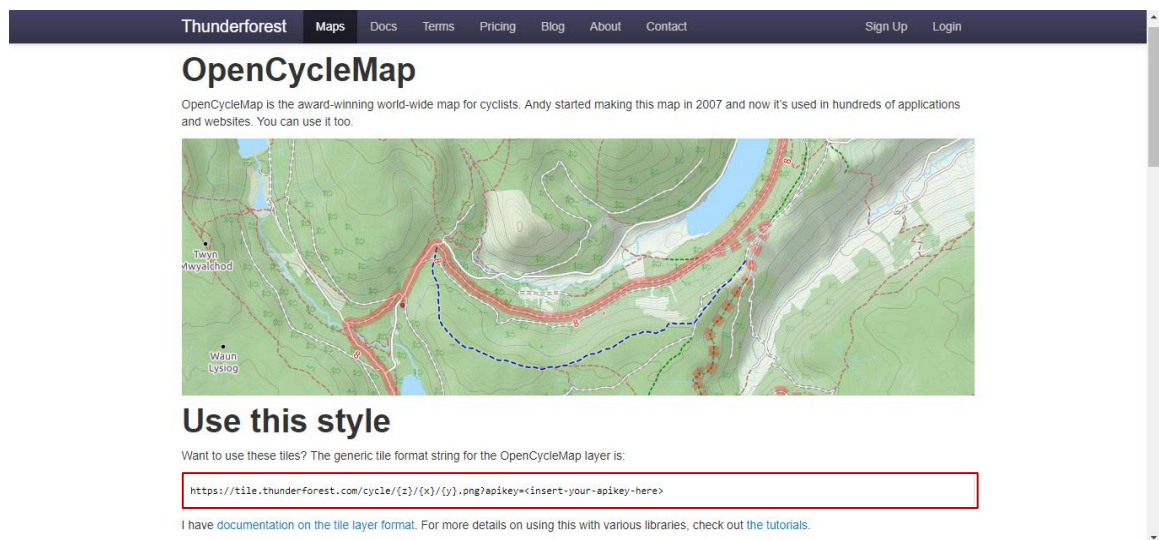 Thunderforest Maps Docs Terms Pricing Blog About Contact Sign Up Login
OpenCycleMap
OpenCycleMap is the award-winning world-wide map for cyclists. Andy started making this map in 2007 and now it's used in hundreds of applications
and websites. You can use it too.
8
8
Twyn
Mwyalchod
8
8
Waun
Lysiog
8
Use this style
Want to use these tiles? The generic tile format string for the OpenCycleMap layer is:
https://tile.thunderforest.com/cycle/{z}/{x}/{y}.png?apikey=<insert-your-apikey-here>
I have documentation on the tile layer format. For more details on using this with various libraries, check out the tutorials.